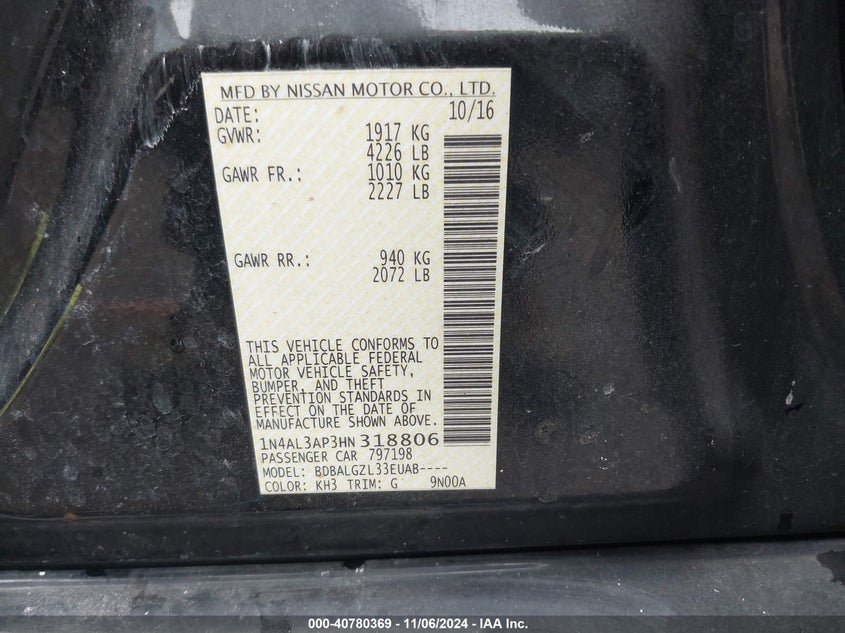 MFD BY NISSAN MOTOR CO., LTD.
DATE: 10/16
GVWR: 1917 KG
4226 LB
GAWR FR.: 1010 KG
2227 LB
GAWR RR.: 940 KG
2072 LB
THIS VEHICLE CONFORMS TO
ALL APPLICABLE FEDERAL
MOTOR VEHICLE SAFETY,
BUMPER, AND THEFT
PREVENTION STANDARDS IN
EFFECT ON THE DATE OF
MANUFACTURE SHOWN ABOVE.
1N4AL3AP3HN318806
PASSENGER CAR 797198
MODEL: BDBALGZL33EUAB----
COLOR: KH3 TRIM: G 9N00A
000-40780369 - 11/06/2024 - IAA Inc.